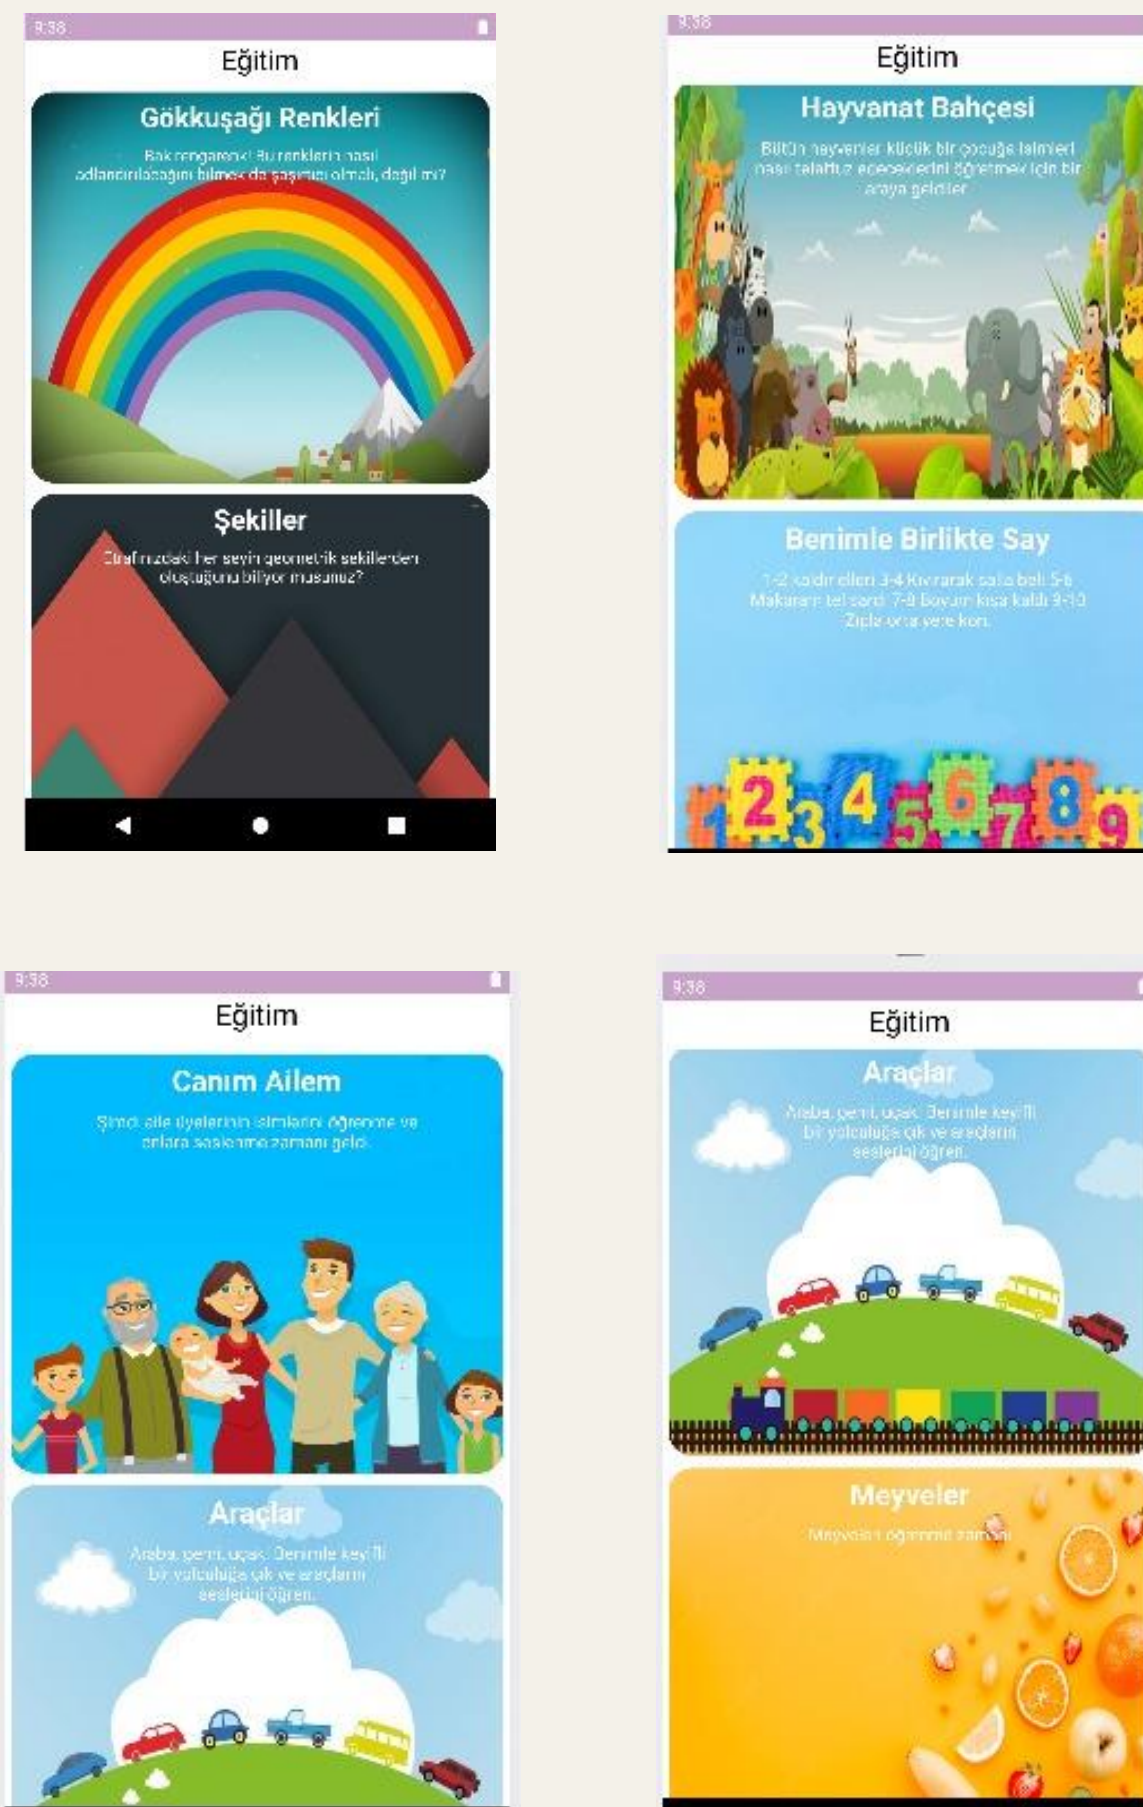 9:38
Eğitim
Gökkuşağı Renkleri
Bak rengarenk! Bu renklerin nasıl
adlandırılacağını bilmek de şaşırtıcı olmalı, değil mi?
Şekiller
Etrafınızdaki her şeyin geometrik şekillerden
oluştuğunu biliyor musunuz?
9:38
Eğitim
Hayvanat Bahçesi
Bütün hayvanlar küçük bir çocuğa isimleri
nasıl telaffuz edeceklerini öğretmek için bir
araya geldiler.
Benimle Birlikte Say
1-2 kaldır elleri 3-4 Kıvırarak salla beli 5-6
Makaram tel sardı 7-8 Boyum kısa kaldı 9-10
Zıpla orta yere kon.
1 2 3 4 5 6 7 8 9
9:38
Eğitim
Canım Ailem
Şimdi aile üyelerinin isimlerini öğrenme ve
onlara seslenme zamanı geldi.
Araçlar
Araba, gemi, uçak. Benimle keyifli
bir yolculuğa çık ve araçların
seslerini öğren.
9:38
Eğitim
Araçlar
Araba, gemi, uçak. Benimle keyifli
bir yolculuğa çık ve araçların
seslerini öğren.
Meyveler
Meyveleri öğrenme zamanı